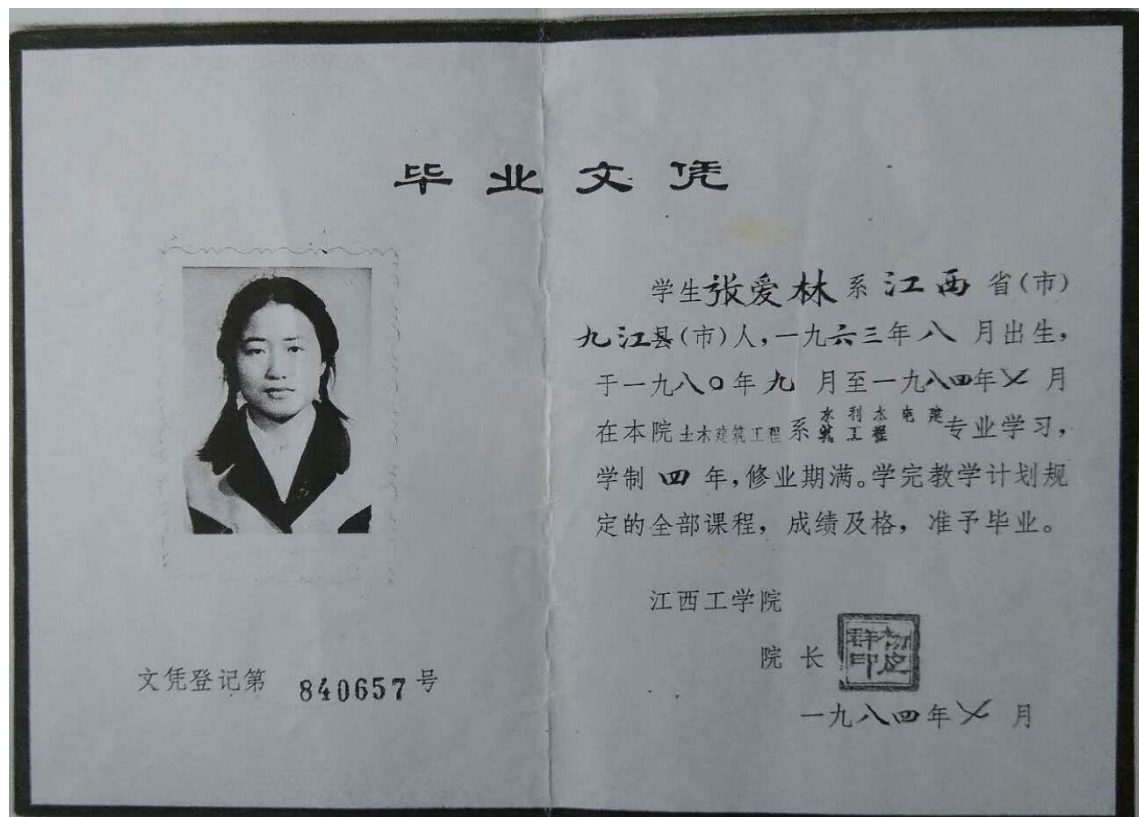 毕业文凭
学生张爱林系江西省(市)
九江县(市)人,一九六三年八月出生,
于一九八〇年九月至一九八四年七月
在本院土木建筑工程系水利水电建筑工程专业学习,
学制四年,修业期满。学完教学计划规
定的全部课程,成绩及格,准予毕业。
江西工学院
院长
一九八四年七月
文凭登记第 840657 号